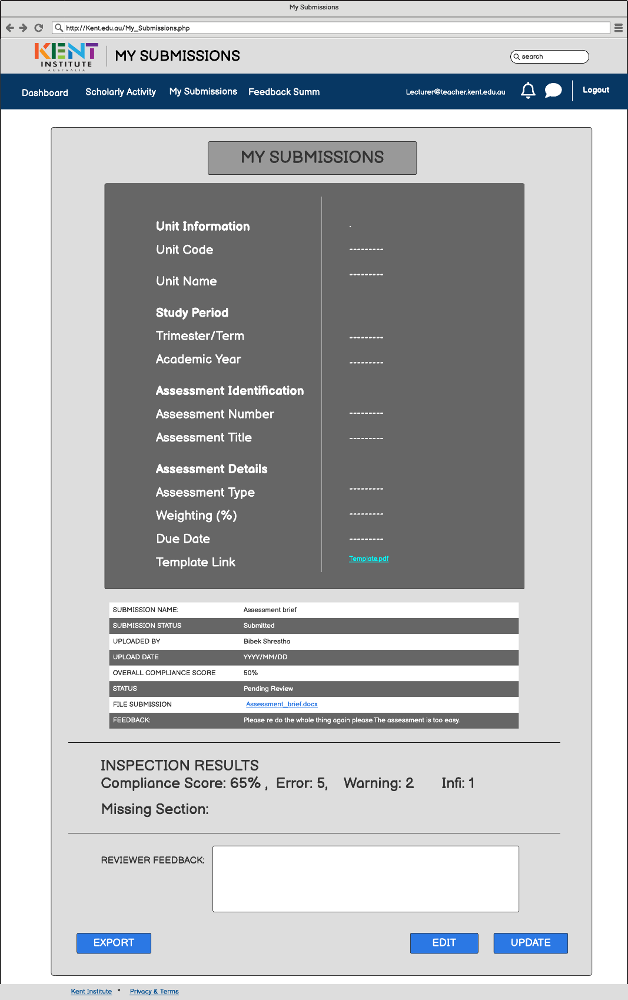 My Submissions
http://Kent.edu.au/My_Submissions.php
KENT
INSTITUTE
AUSTRALIA
MY SUBMISSIONS
search
Dashboard Scholarly Activity My Submissions Feedback Summ Lecturer@teacher.kent.edu.au Logout
MY SUBMISSIONS
Unit Information .
Unit Code ---------
Unit Name ---------
Study Period
Trimester/Term ---------
Academic Year ---------
Assessment Identification
Assessment Number ---------
Assessment Title ---------
Assessment Details
Assessment Type ---------
Weighting (%) ---------
Due Date ---------
Template Link Template.pdf
SUBMISSION NAME: Assessment brief
SUBMISSION STATUS Submitted
UPLOADED BY Bibek Shrestha
UPLOAD DATE YYYY/MM/DD
OVERALL COMPLIANCE SCORE 50%
STATUS Pending Review
FILE SUBMISSION Assessment_brief.docx
FEEDBACK: Please re do the whole thing again please.The assessment is too easy.
INSPECTION RESULTS
Compliance Score: 65% , Error: 5, Warning: 2 Infi: 1
Missing Section:
REVIEWER FEEDBACK:
EXPORT EDIT UPDATE
Kent Institute * Privacy & Terms